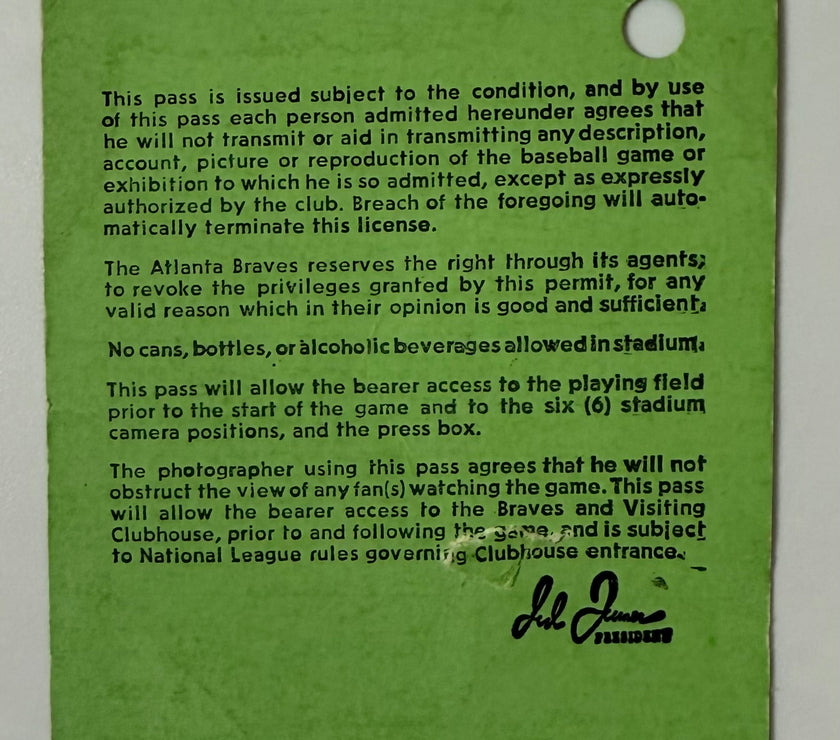 This pass is issued subject to the condition, and by use
of this pass each person admitted hereunder agrees that
he will not transmit or aid in transmitting any description,
account, picture or reproduction of the baseball game or
exhibition to which he is so admitted, except as expressly
authorized by the club. Breach of the foregoing will auto-
matically terminate this license.
The Atlanta Braves reserves the right through its agents;
to revoke the privileges granted by this permit, for any
valid reason which in their opinion is good and sufficient.
No cans, bottles, or alcoholic beverages allowed in stadium.
This pass will allow the bearer access to the playing field
prior to the start of the game and to the six (6) stadium
camera positions, and the press box.
The photographer using this pass agrees that he will not
obstruct the view of any fan(s) watching the game. This pass
will allow the bearer access to the Braves and Visiting
Clubhouse, prior to and following the game, and is subject
to National League rules governing Clubhouse entrance.
Ted Turner
PRESIDENT